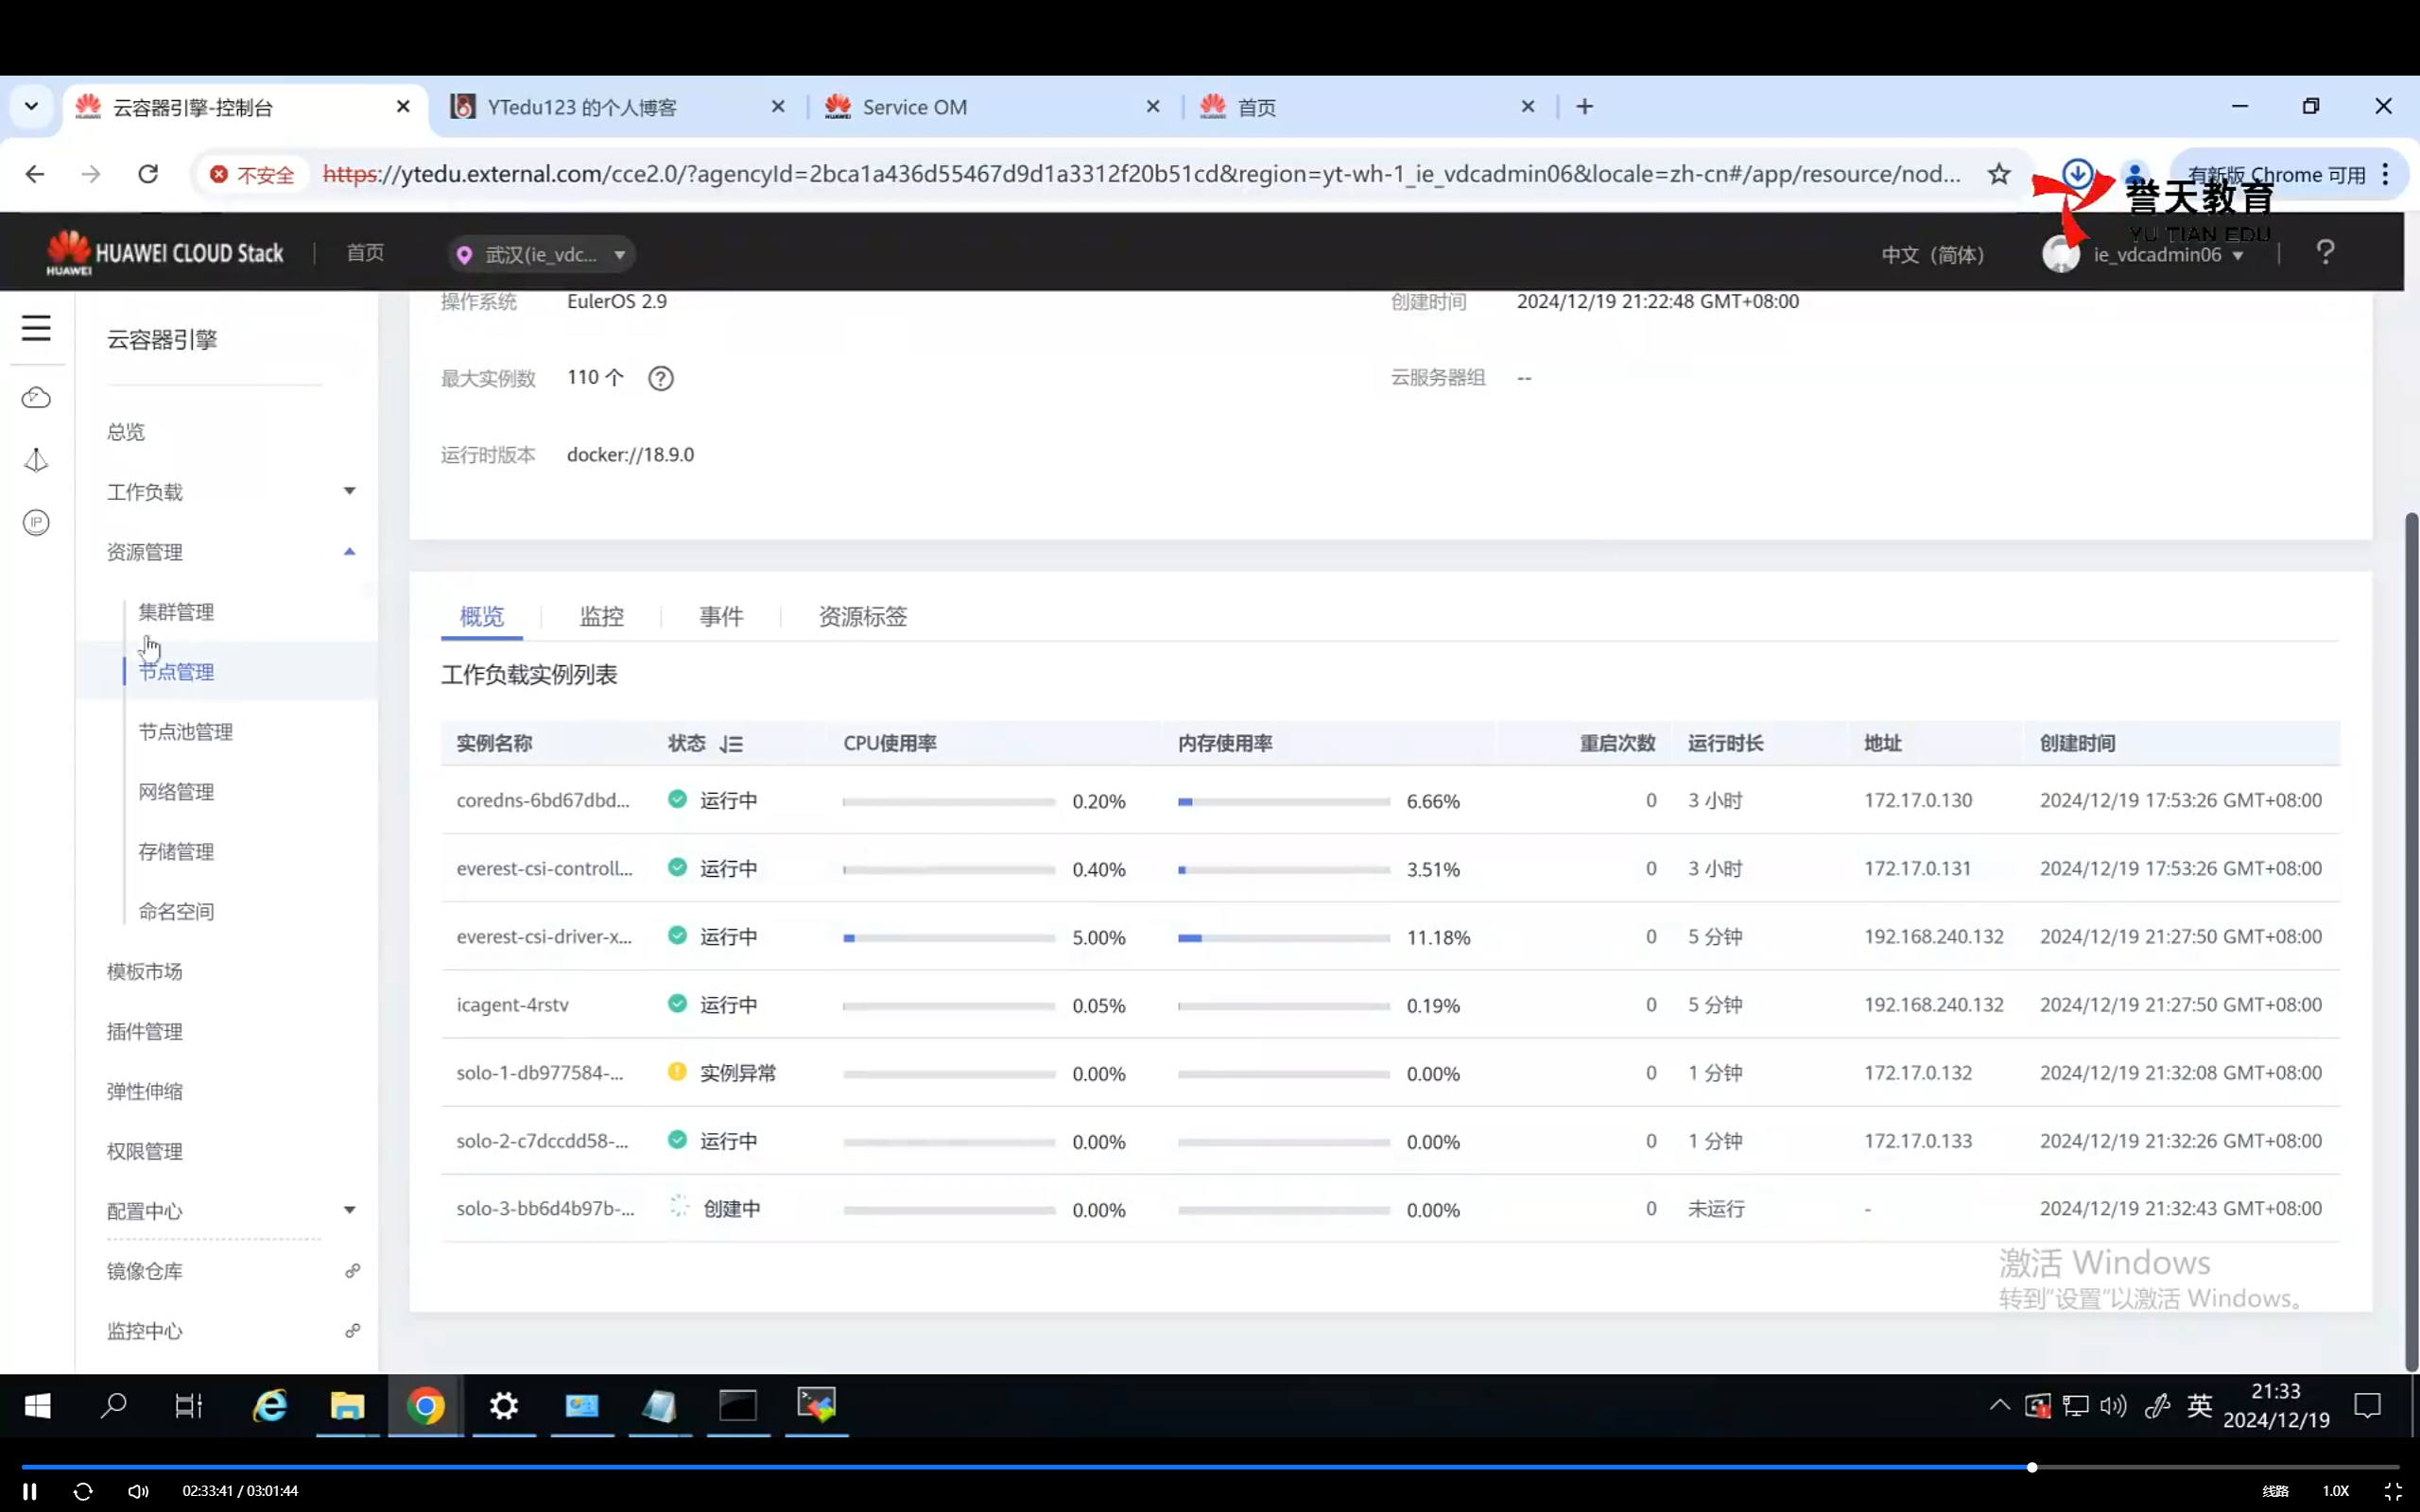 云容器引擎-控制台
YTedu123 的个人博客
Service OM
首页
不安全
https://ytedu.external.com/cce2.0/?agencyId=2bca1a436d55467d9d1a3312f20b51cd&region=yt-wh-1_ie_vdcadmin06&locale=zh-cn#/app/resource/nod...
有新版 Chrome 可用
誉天教育
YU TIAN EDU
HUAWEI
HUAWEI CLOUD Stack
首页
武汉(ie_vdc...
中文（简体）
ie_vdcadmin06
云容器引擎
总览
工作负载
资源管理
集群管理
节点管理
节点池管理
网络管理
存储管理
命名空间
模板市场
插件管理
弹性伸缩
权限管理
配置中心
镜像仓库
监控中心
操作系统 EulerOS 2.9 创建时间 2024/12/19 21:22:48 GMT+08:00
最大实例数 110 个 云服务器组 --
运行时版本 docker://18.9.0
概览 监控 事件 资源标签
工作负载实例列表
实例名称 状态 CPU使用率 内存使用率 重启次数 运行时长 地址 创建时间
coredns-6bd67dbd... 运行中 0.20% 6.66% 0 3 小时 172.17.0.130 2024/12/19 17:53:26 GMT+08:00
everest-csi-controll... 运行中 0.40% 3.51% 0 3 小时 172.17.0.131 2024/12/19 17:53:26 GMT+08:00
everest-csi-driver-x... 运行中 5.00% 11.18% 0 5 分钟 192.168.240.132 2024/12/19 21:27:50 GMT+08:00
icagent-4rstv 运行中 0.05% 0.19% 0 5 分钟 192.168.240.132 2024/12/19 21:27:50 GMT+08:00
solo-1-db977584-... 实例异常 0.00% 0.00% 0 1 分钟 172.17.0.132 2024/12/19 21:32:08 GMT+08:00
solo-2-c7dccdd58-... 运行中 0.00% 0.00% 0 1 分钟 172.17.0.133 2024/12/19 21:32:26 GMT+08:00
solo-3-bb6d4b97b-... 创建中 0.00% 0.00% 0 未运行 - 2024/12/19 21:32:43 GMT+08:00
激活 Windows
转到"设置"以激活 Windows。
英
21:33
2024/12/19
02:33:41 / 03:01:44
线路
1.0X